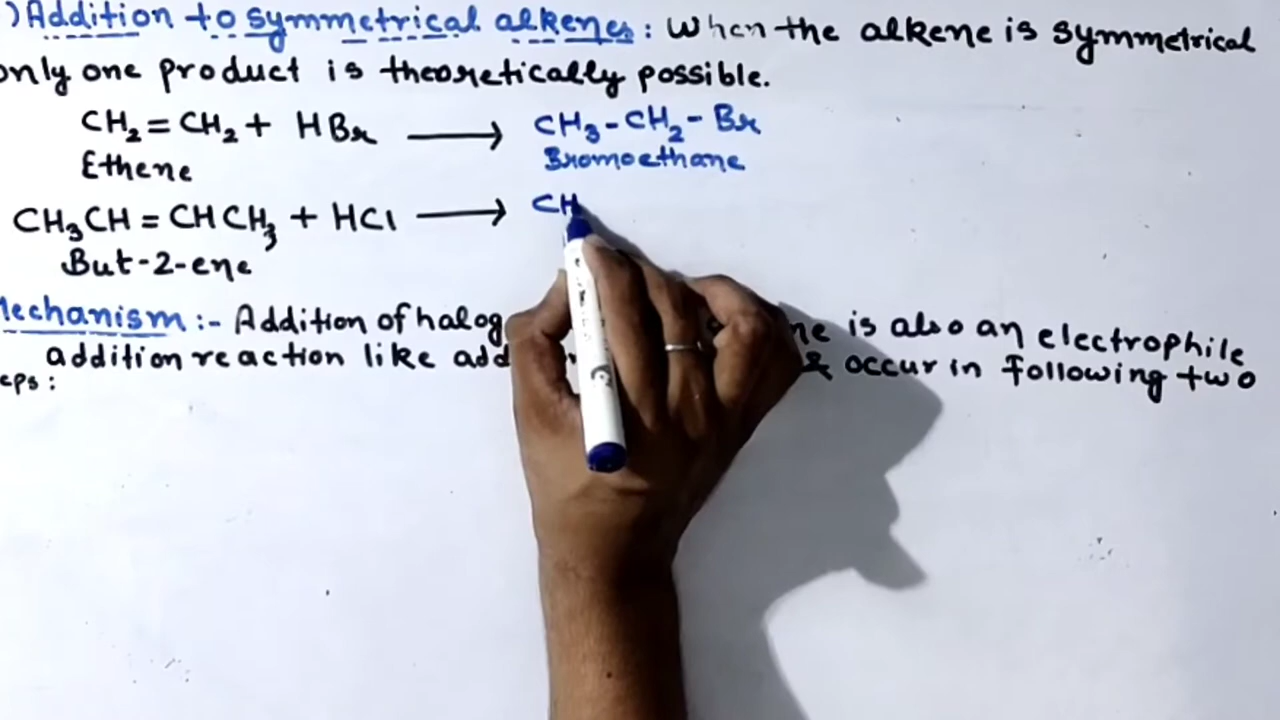 ) Addition to symmetrical alkenes : When the alkene is symmetrical
only one product is theoretically possible.
CH₂ = CH₂ + HBr ⟶ CH₃ - CH₂ - Br
Ethene Bromoethane
CH₃CH = CHCH₃ + HCl ⟶ CH
But-2-ene
Mechanism :- Addition of halog is also an electrophile
addition reaction like add & occur in following two
eps :